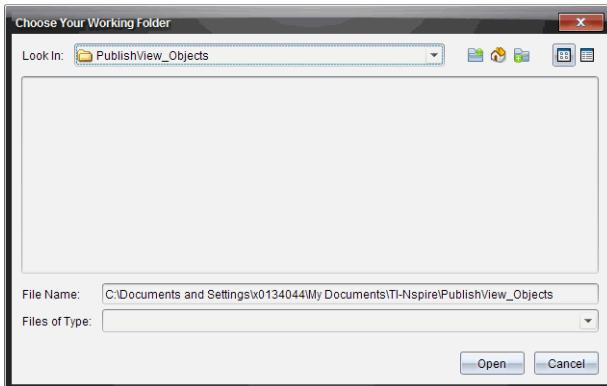 Choose Your Working Folder
Look In: PublishView_Objects
File Name: C:\Documents and Settings\x0134044\My Documents\TI-Nspire\PublishView_Objects
Files of Type:
Open Cancel